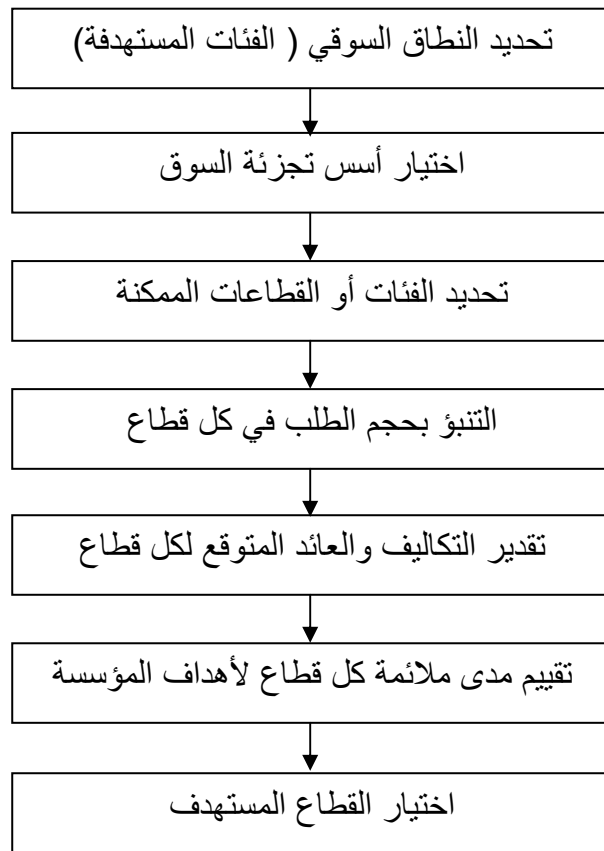 تحديد النطاق السوقي ( الفئات المستهدفة)
اختيار أسس تجزئة السوق
تحديد الفئات أو القطاعات الممكنة
التنبؤ بحجم الطلب في كل قطاع
تقدير التكاليف والعائد المتوقع لكل قطاع
تقييم مدى ملائمة كل قطاع لأهداف المؤسسة
اختيار القطاع المستهدف